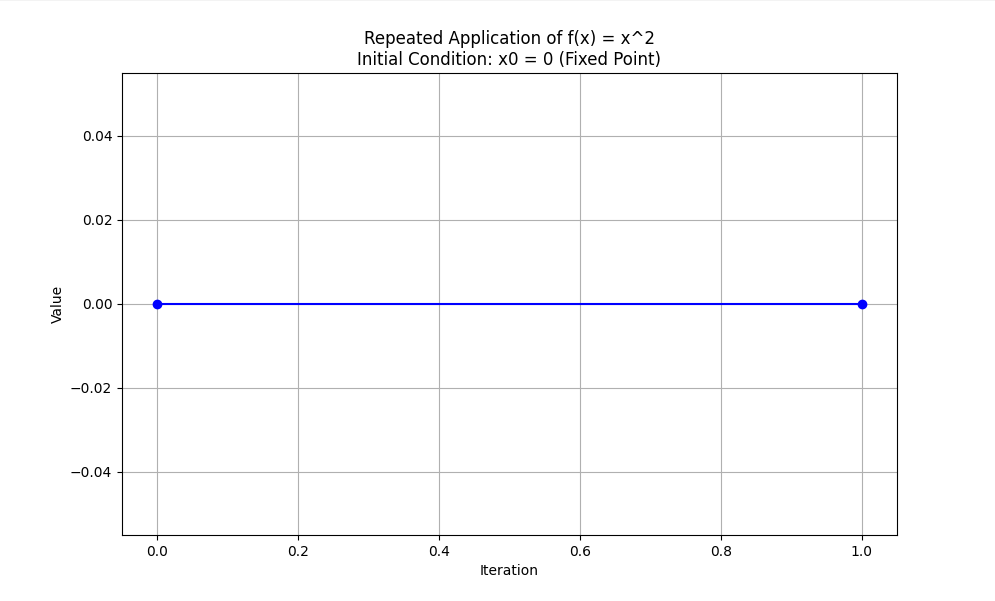 Repeated Application of f(x) = x^2
Initial Condition: x0 = 0 (Fixed Point)
0.04
0.02
0.00
−0.02
−0.04
Value
0.0 0.2 0.4 0.6 0.8 1.0
Iteration